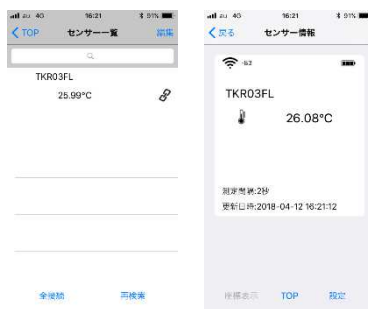 au 4G 16:21 91%
TOP センサー一覧 編集
TKR03FL
25.99°C
全接続 再検索
au 4G 16:21 91%
戻る センサー情報
-52
TKR03FL
26.08°C
測定間隔:2秒
更新日時:2018-04-12 16:21:12
座標表示 TOP 設定